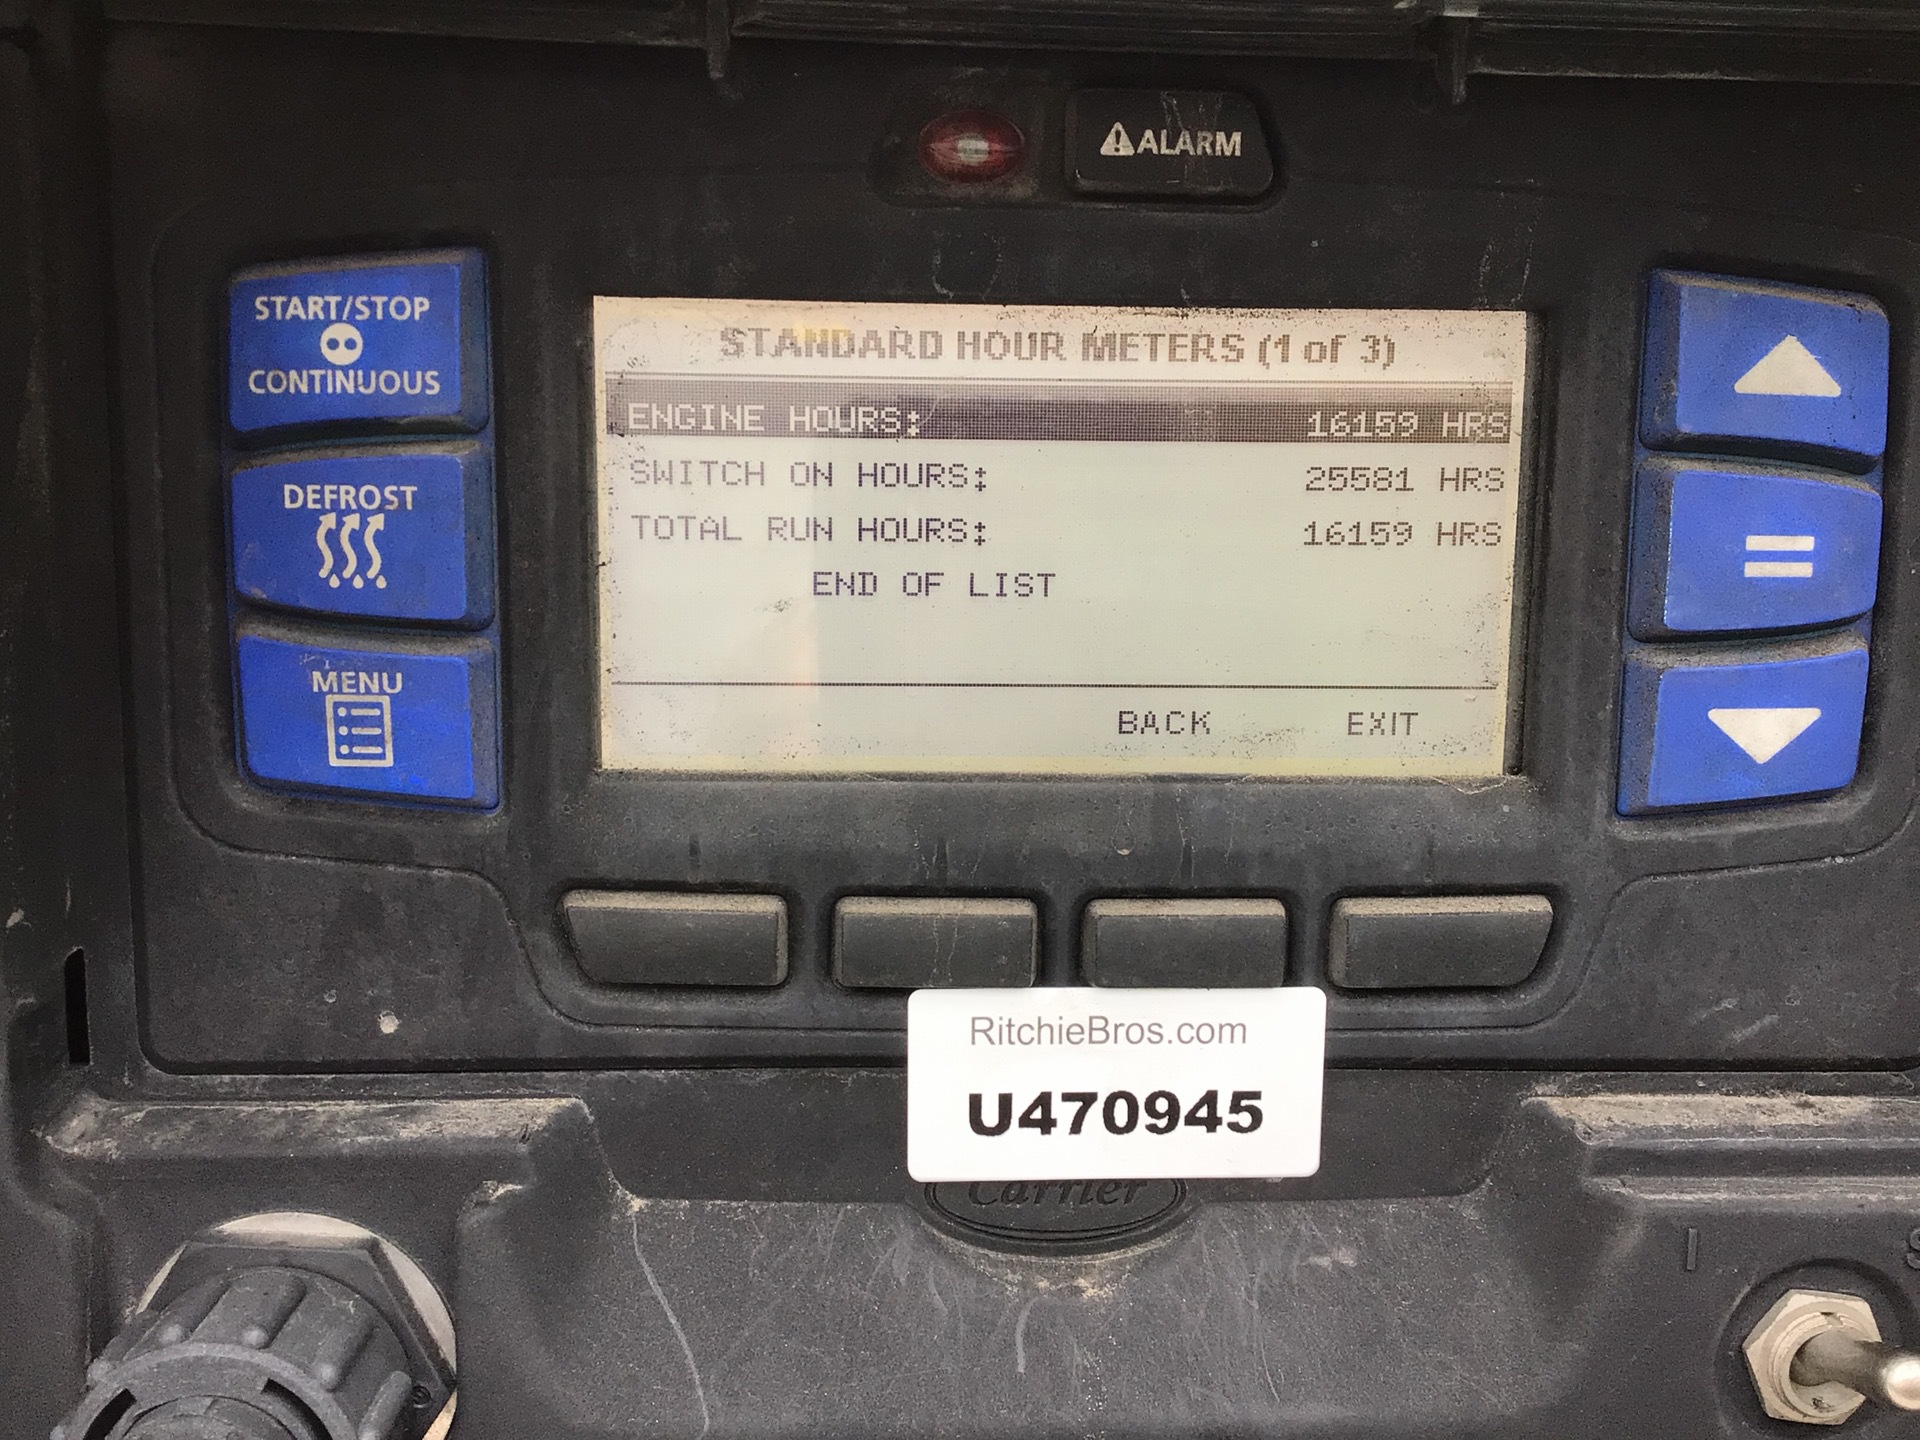 ALARM
START/STOP
CONTINUOUS
DEFROST
MENU
STANDARD HOUR METERS (1 of 3)
ENGINE HOURS: 16159 HRS
SWITCH ON HOURS: 25581 HRS
TOTAL RUN HOURS: 16159 HRS
END OF LIST
BACK EXIT
RitchieBros.com
U470945
Carrier
I